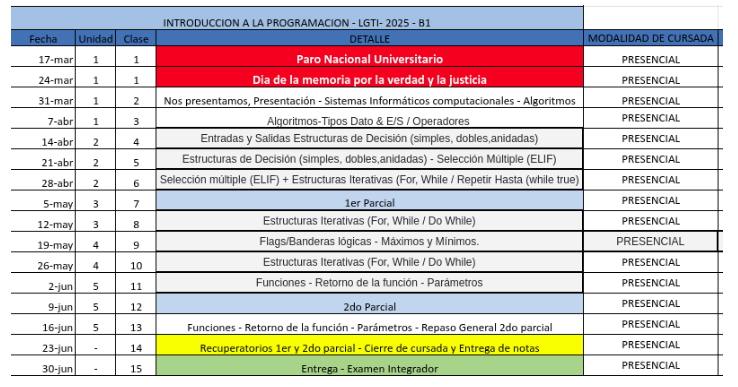 INTRODUCCION A LA PROGRAMACION - LGTI- 2025 - B1
Fecha Unidad Clase DETALLE MODALIDAD DE CURSADA
17-mar 1 1 Paro Nacional Universitario PRESENCIAL
24-mar 1 1 Dia de la memoria por la verdad y la justicia PRESENCIAL
31-mar 1 2 Nos presentamos, Presentación - Sistemas Informáticos computacionales - Algoritmos PRESENCIAL
7-abr 1 3 Algoritmos-Tipos Dato & E/S / Operadores PRESENCIAL
14-abr 2 4 Entradas y Salidas Estructuras de Decisión (simples, dobles,anidadas) PRESENCIAL
21-abr 2 5 Estructuras de Decisión (simples, dobles,anidadas) - Selección Múltiple (ELIF) PRESENCIAL
28-abr 2 6 Selección múltiple (ELIF) + Estructuras Iterativas (For, While / Repetir Hasta (while true) PRESENCIAL
5-may 3 7 1er Parcial PRESENCIAL
12-may 3 8 Estructuras Iterativas (For, While / Do While) PRESENCIAL
19-may 4 9 Flags/Banderas lógicas - Máximos y Mínimos. PRESENCIAL
26-may 4 10 Estructuras Iterativas (For, While / Do While) PRESENCIAL
2-jun 5 11 Funciones - Retorno de la función - Parámetros PRESENCIAL
9-jun 5 12 2do Parcial PRESENCIAL
16-jun 5 13 Funciones - Retorno de la función - Parámetros - Repaso General 2do parcial PRESENCIAL
23-jun - 14 Recuperatorios 1er y 2do parcial - Cierre de cursada y Entrega de notas PRESENCIAL
30-jun - 15 Entrega - Examen Integrador PRESENCIAL